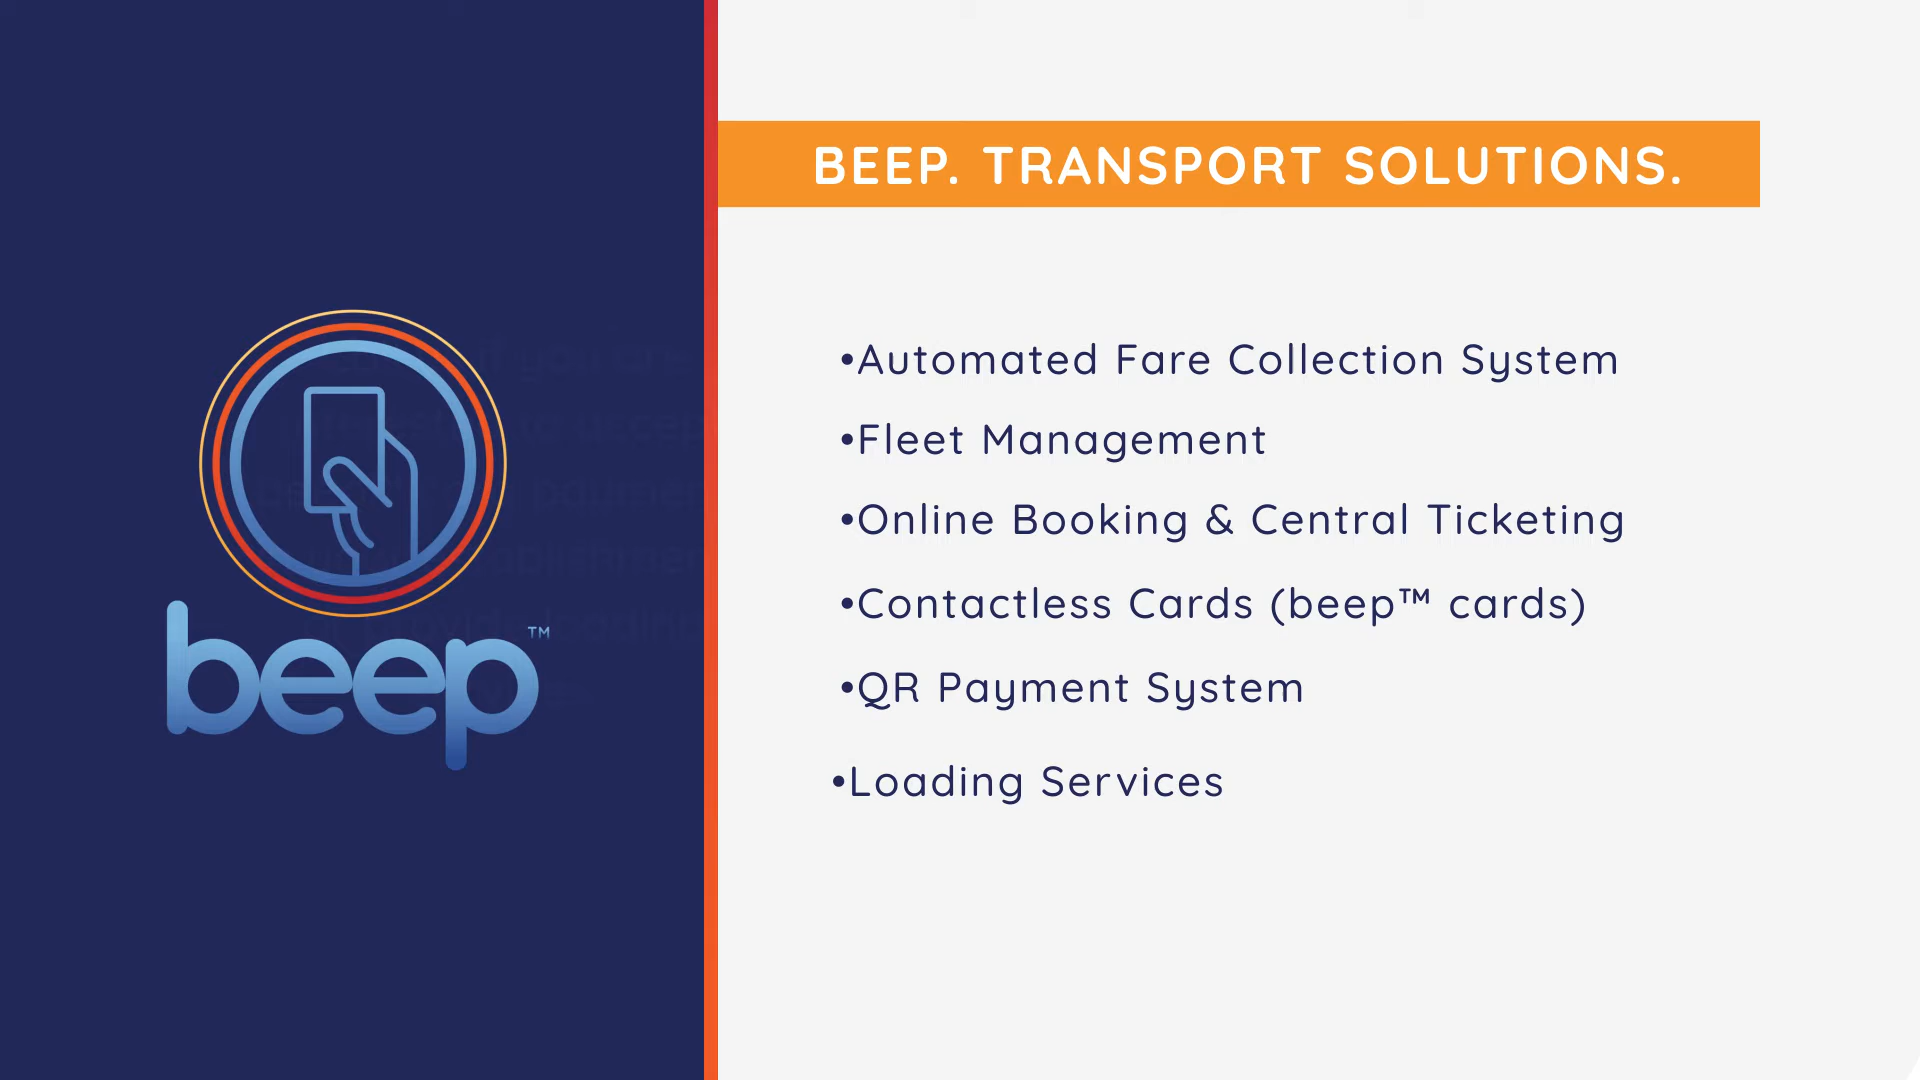 beep™
BEEP. TRANSPORT SOLUTIONS.
•Automated Fare Collection System
•Fleet Management
•Online Booking & Central Ticketing
•Contactless Cards (beep™ cards)
•QR Payment System
•Loading Services